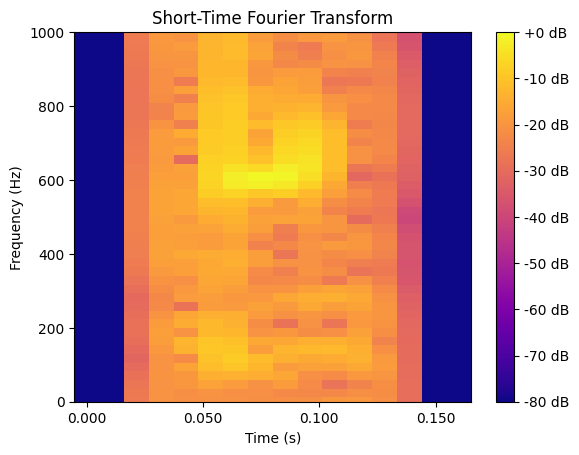 Short-Time Fourier Transform
1000
800
600
400
200
0
Frequency (Hz)
0.000
0.050
0.100
0.150
Time (s)
+0 dB
-10 dB
-20 dB
-30 dB
-40 dB
-50 dB
-60 dB
-70 dB
-80 dB